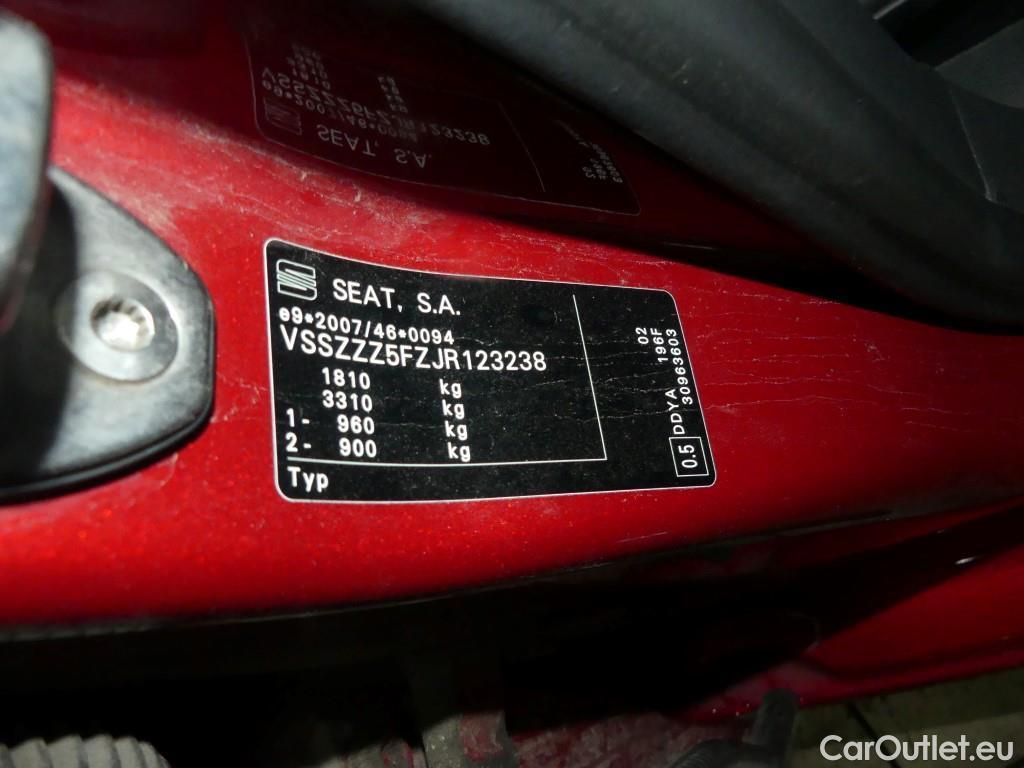 SEAT, S.A.
e9*2007/46*0094
VSSZZZ5FZJR123238
1810 kg
3310 kg
1- 960 kg
2- 900 kg
Typ
0.5 DDYA 196F 02
30963603
SEAT, S.A.
CarOutlet.eu